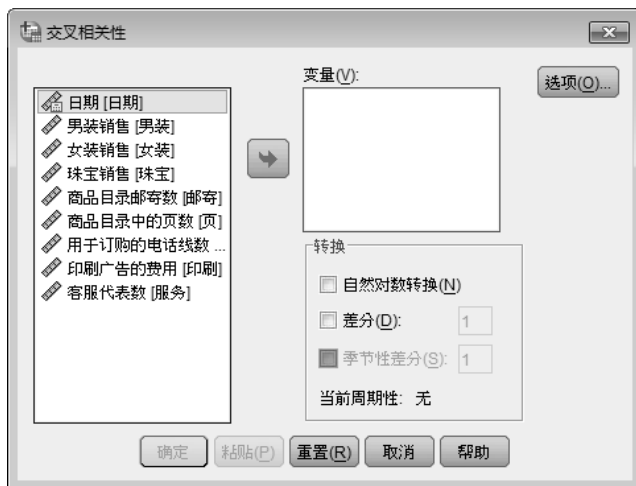 交叉相关性
日期 [日期]
男装销售 [男装]
女装销售 [女装]
珠宝销售 [珠宝]
商品目录邮寄数 [邮寄]
商品目录中的页数 [页]
用于订购的电话线数 ...
印刷广告的费用 [印刷]
客服代表数 [服务]
变量(V):
选项(O)...
转换
自然对数转换(N)
差分(D): 1
季节性差分(S): 1
当前周期性: 无
确定 粘贴(P) 重置(R) 取消 帮助